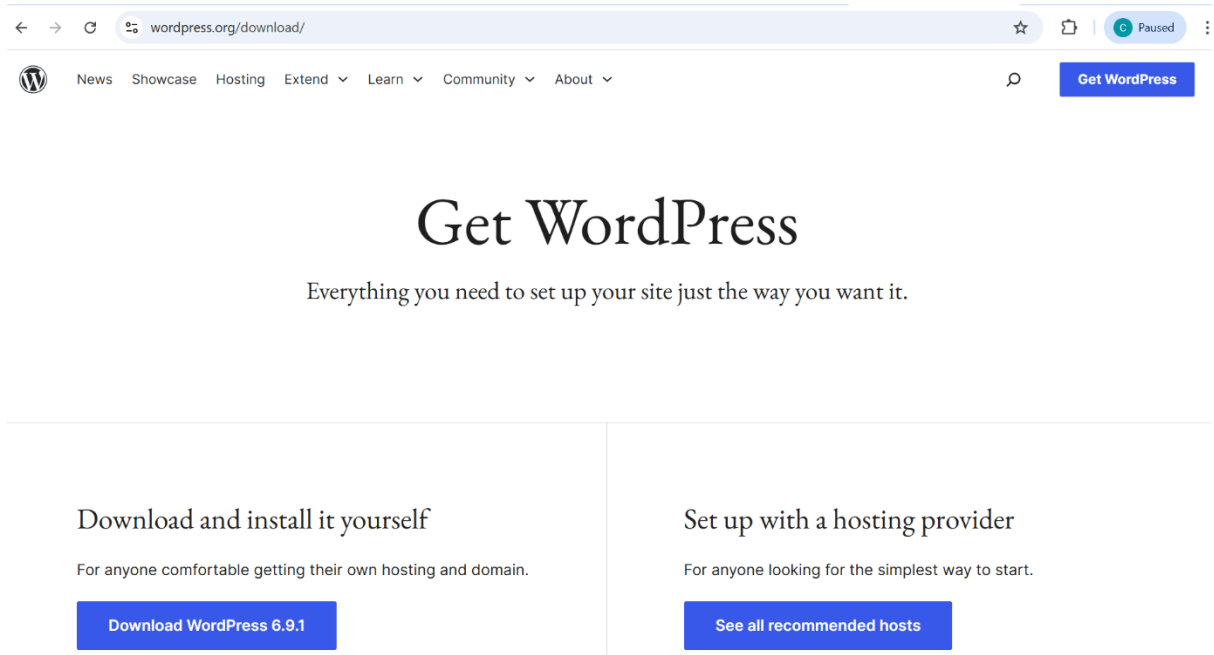 wordpress.org/download/
C Paused
News Showcase Hosting Extend Learn Community About
Get WordPress
Get WordPress
Everything you need to set up your site just the way you want it.
Download and install it yourself
For anyone comfortable getting their own hosting and domain.
Download WordPress 6.9.1
Set up with a hosting provider
For anyone looking for the simplest way to start.
See all recommended hosts